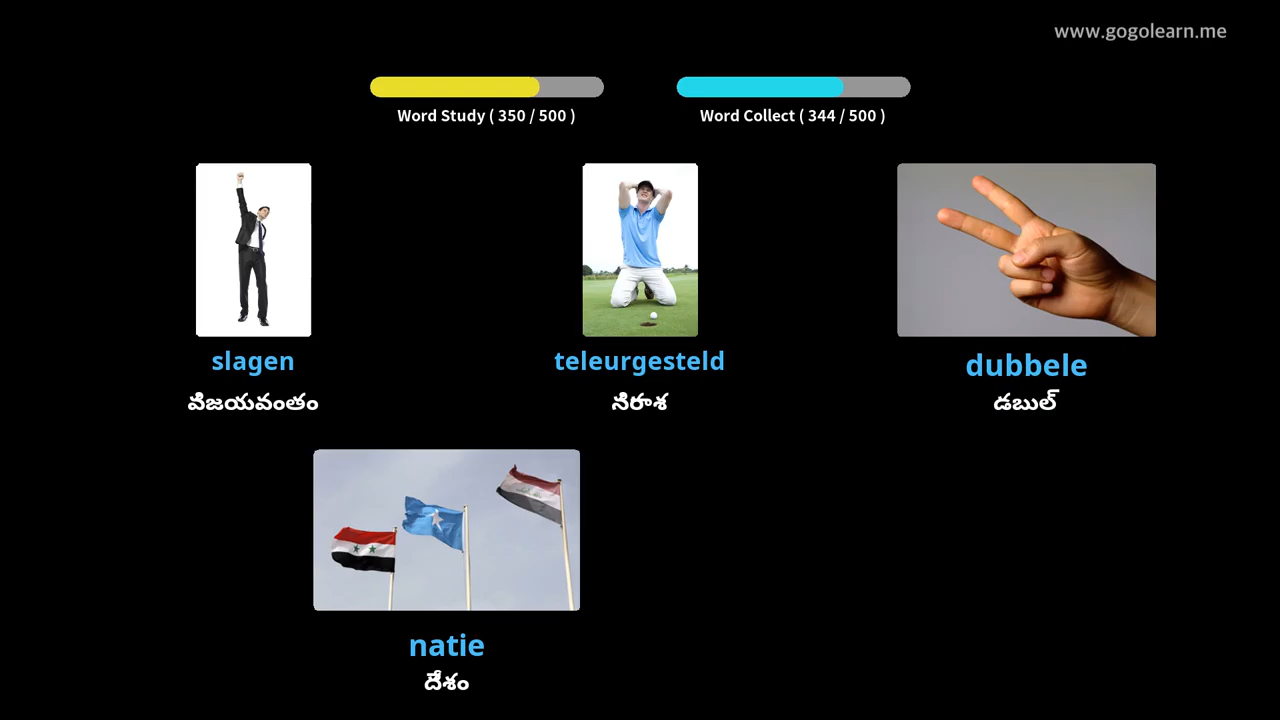 www.gogolearn.me
Word Study ( 350 / 500 )
Word Collect ( 344 / 500 )
slagen
teleurgesteld
dubbele
విజయవంతం
నిరాశ
డబుల్
natie
దేశం